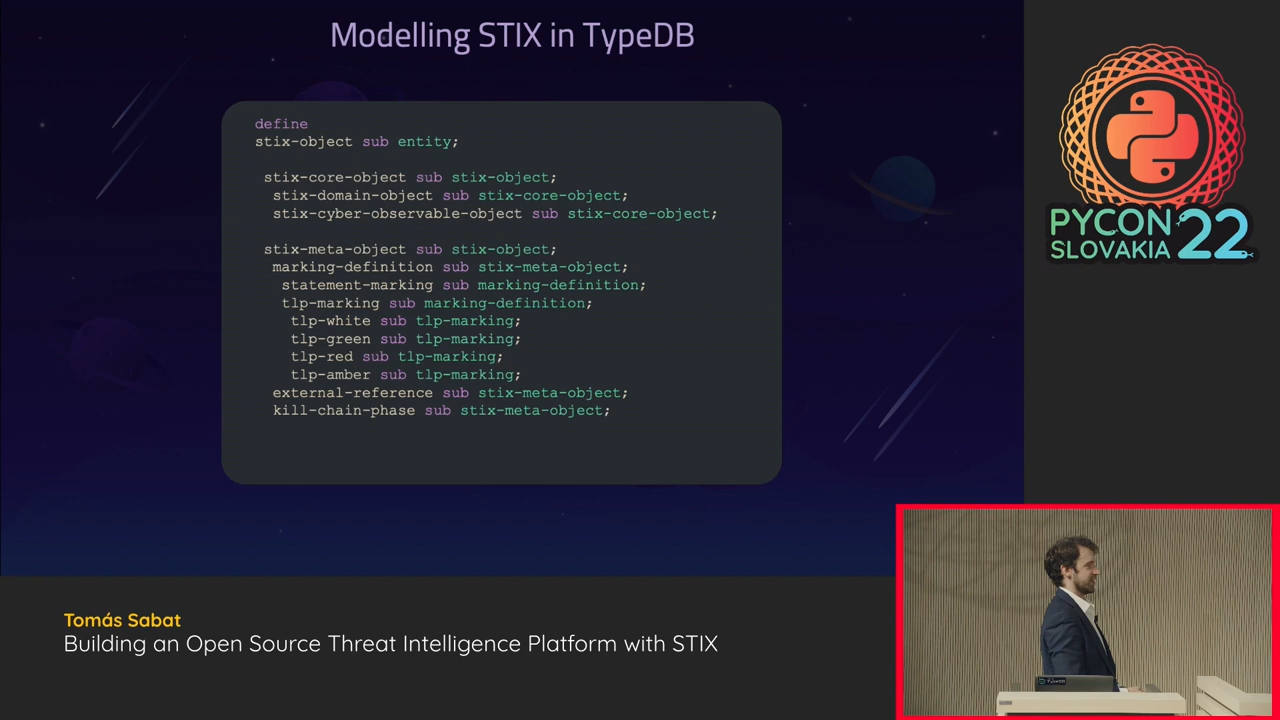 Modelling STIX in TypeDB
define
stix-object sub entity;
stix-core-object sub stix-object;
stix-domain-object sub stix-core-object;
stix-cyber-observable-object sub stix-core-object;
stix-meta-object sub stix-object;
marking-definition sub stix-meta-object;
statement-marking sub marking-definition;
tlp-marking sub marking-definition;
tlp-white sub tlp-marking;
tlp-green sub tlp-marking;
tlp-red sub tlp-marking;
tlp-amber sub tlp-marking;
external-reference sub stix-meta-object;
kill-chain-phase sub stix-meta-object;
PYCON
SLOVAKIA 22
Tomás Sabat
Building an Open Source Threat Intelligence Platform with STIX